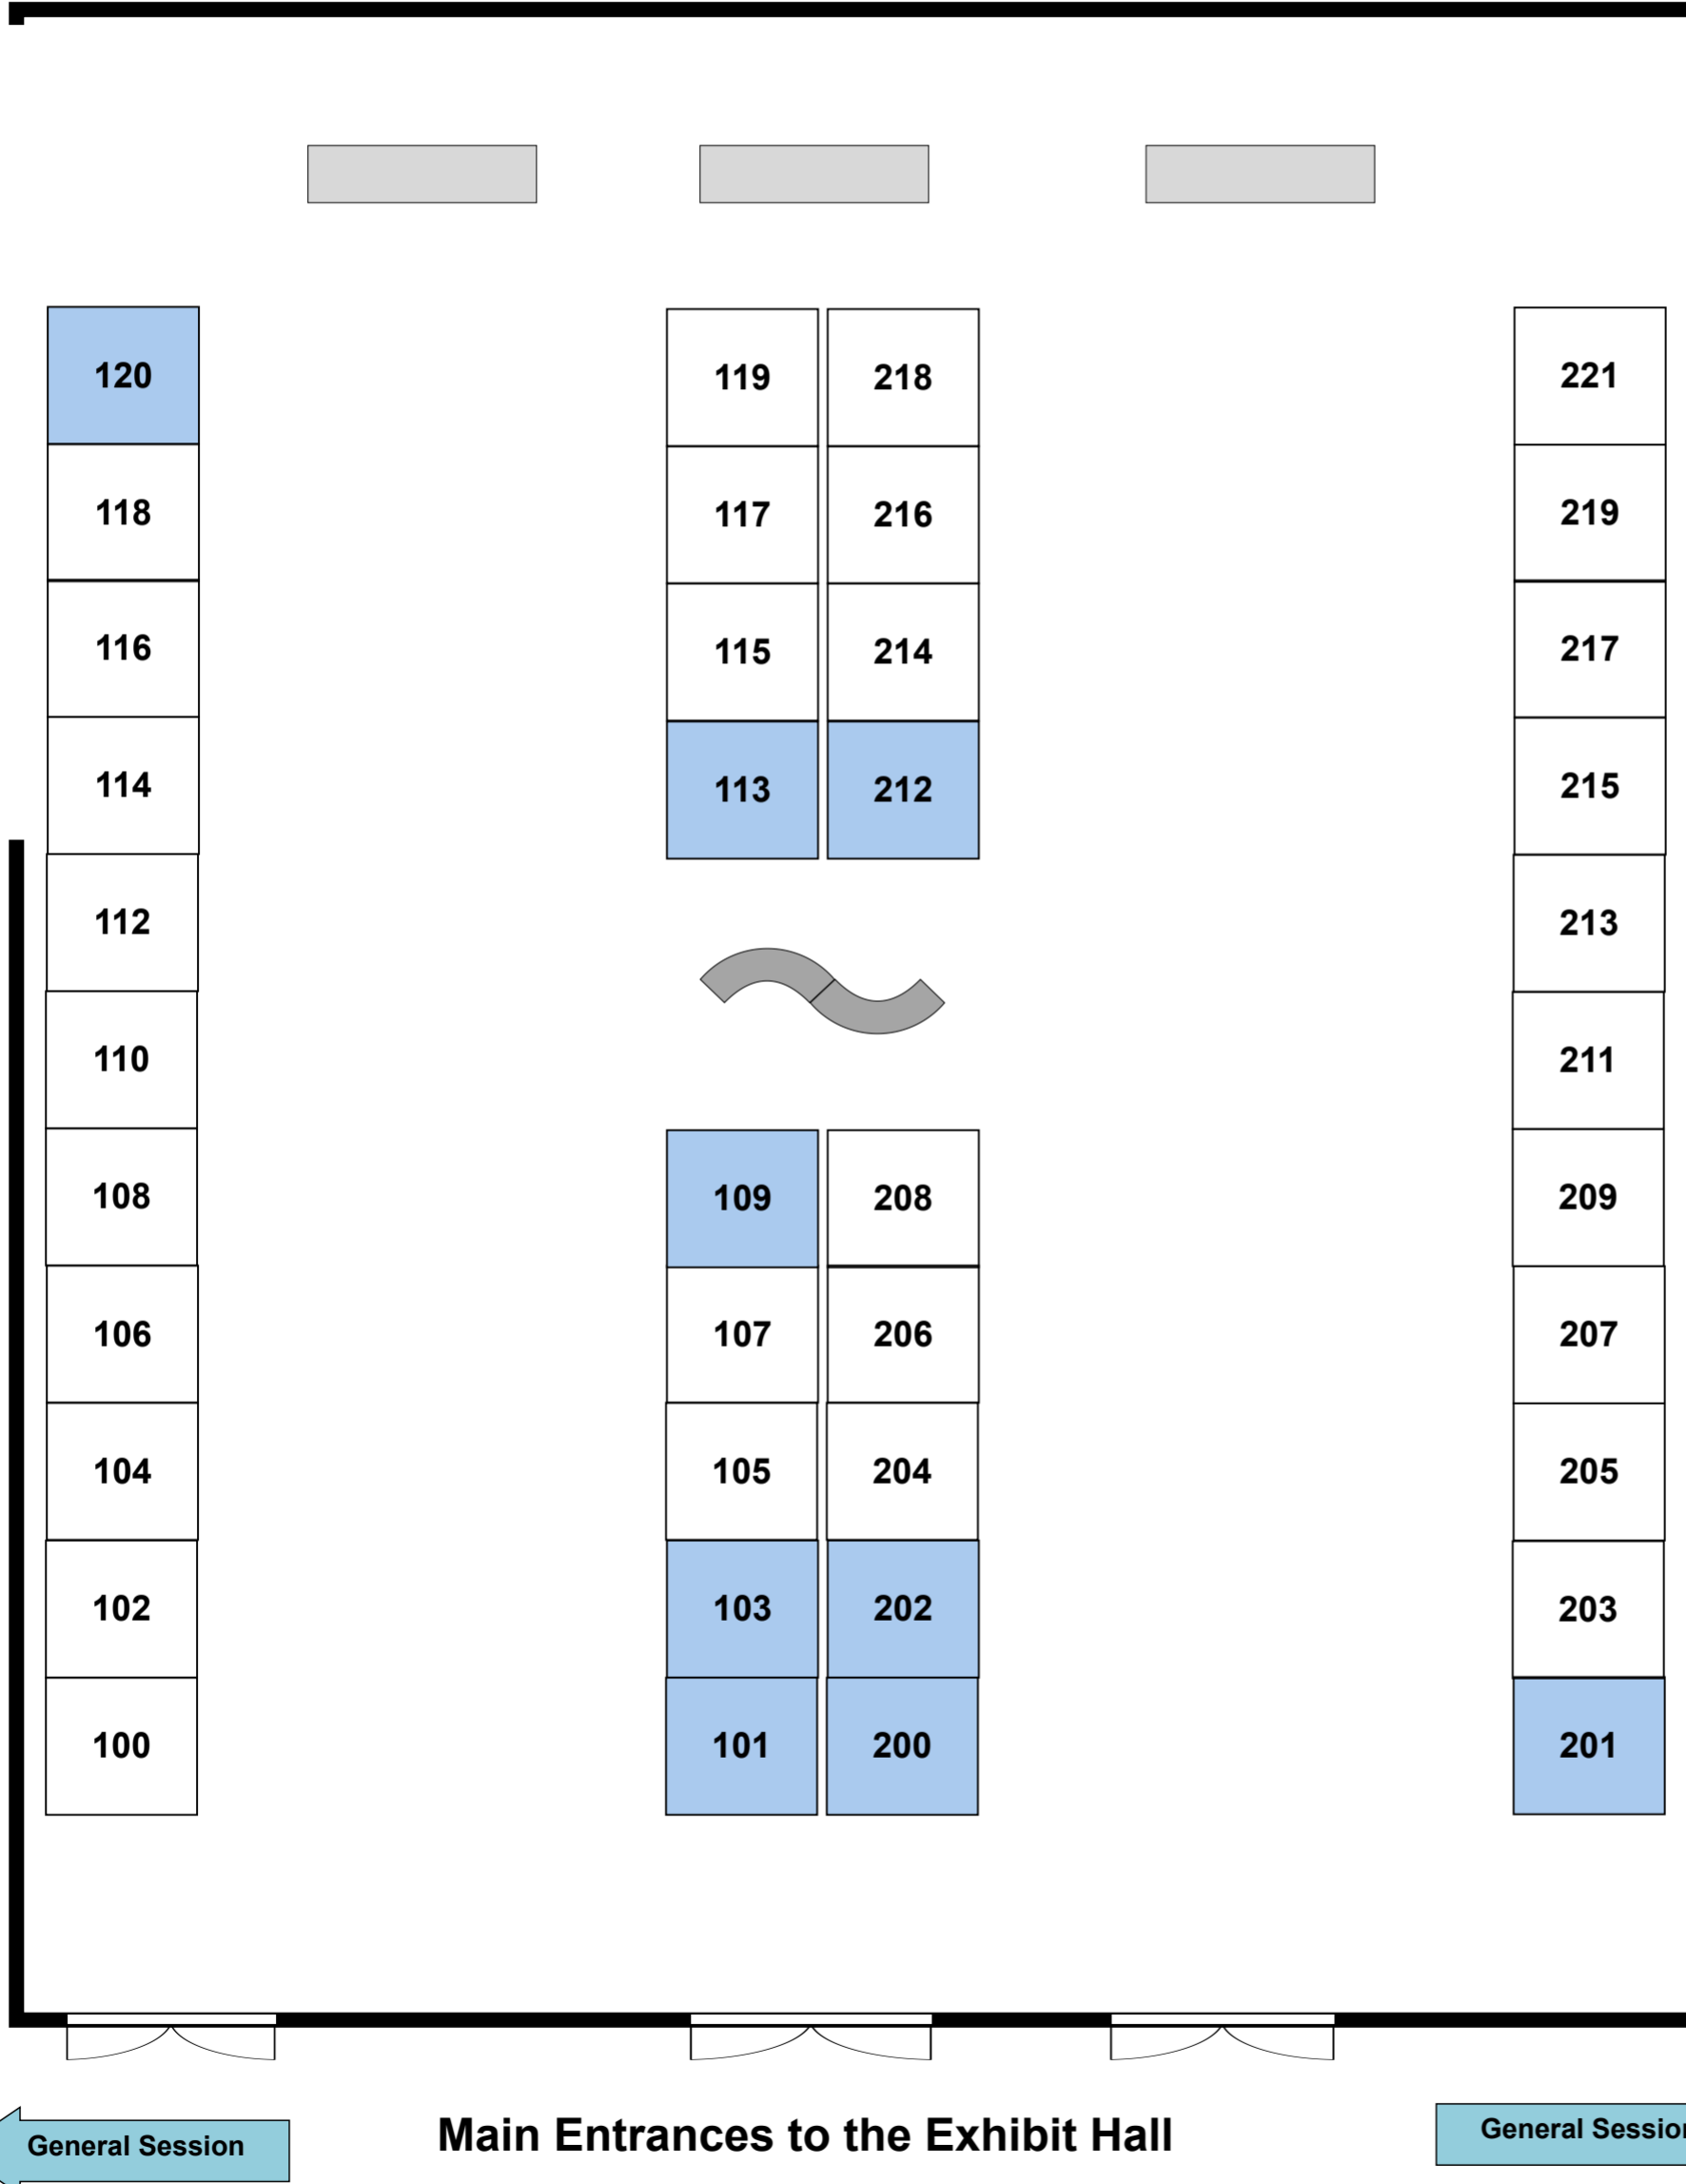 120 119 218 221
118 117 216 219
116 115 214 217
114 113 212 215
112 213
110 211
108 109 208 209
106 107 206 207
104 105 204 205
102 103 202 203
100 101 200 201
Main Entrances to the Exhibit Hall
General Session
General Session